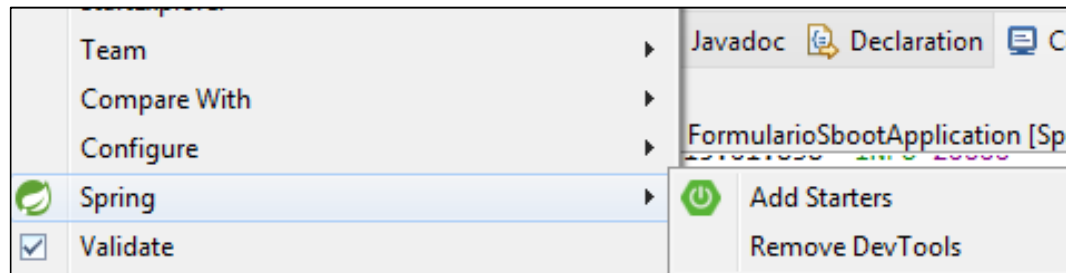 Team
Compare With
Configure
Spring
Validate
Javadoc Declaration
FormularioSbootApplication [Sp
Add Starters
Remove DevTools